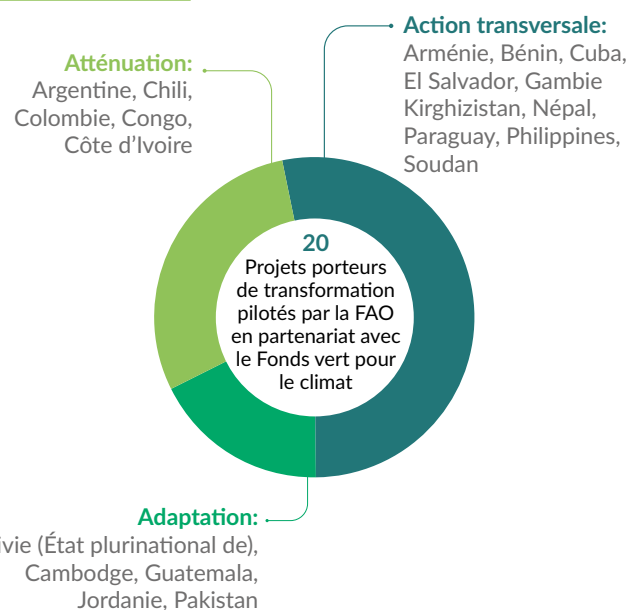 Action transversale:
Arménie, Bénin, Cuba,
El Salvador, Gambie
Kirghizistan, Népal,
Paraguay, Philippines,
Soudan
Atténuation:
Argentine, Chili,
Colombie, Congo,
Côte d'Ivoire
20
Projets porteurs
de transformation
pilotés par la FAO
en partenariat avec
le Fonds vert pour
le climat
Adaptation:
(État plurinational de),
Cambodge, Guatemala,
Jordanie, Pakistan